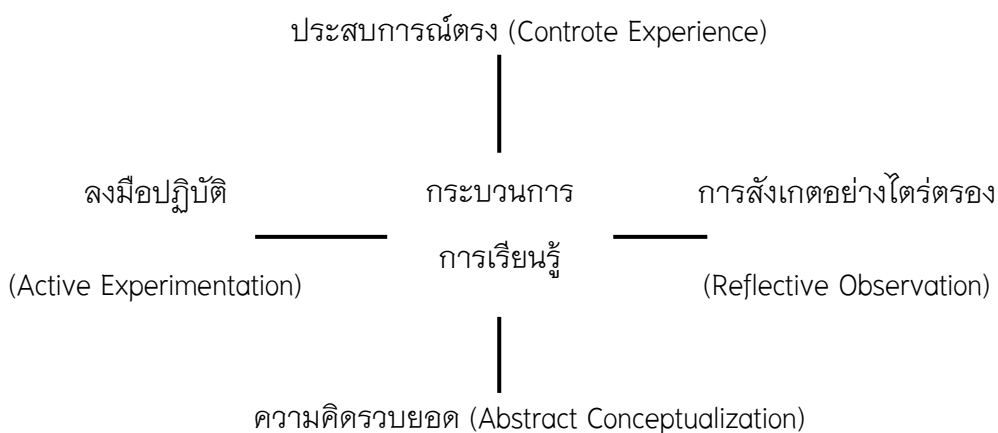 ประสบการณ์ตรง (Controte Experience)
ลงมือปฏิบัติ
(Active Experimentation)
กระบวนการ
การเรียนรู้
การสังเกตอย่างไตร่ตรอง
(Reflective Observation)
ความคิดรวบยอด (Abstract Conceptualization)